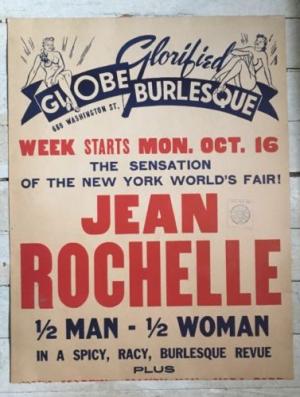 Glorified
GLOBE BURLESQUE
666 WASHINGTON ST.
WEEK STARTS MON. OCT. 16
THE SENSATION
OF THE NEW YORK WORLD'S FAIR!
JEAN
ROCHELLE
½ MAN - ½ WOMAN
IN A SPICY, RACY, BURLESQUE REVUE
PLUS